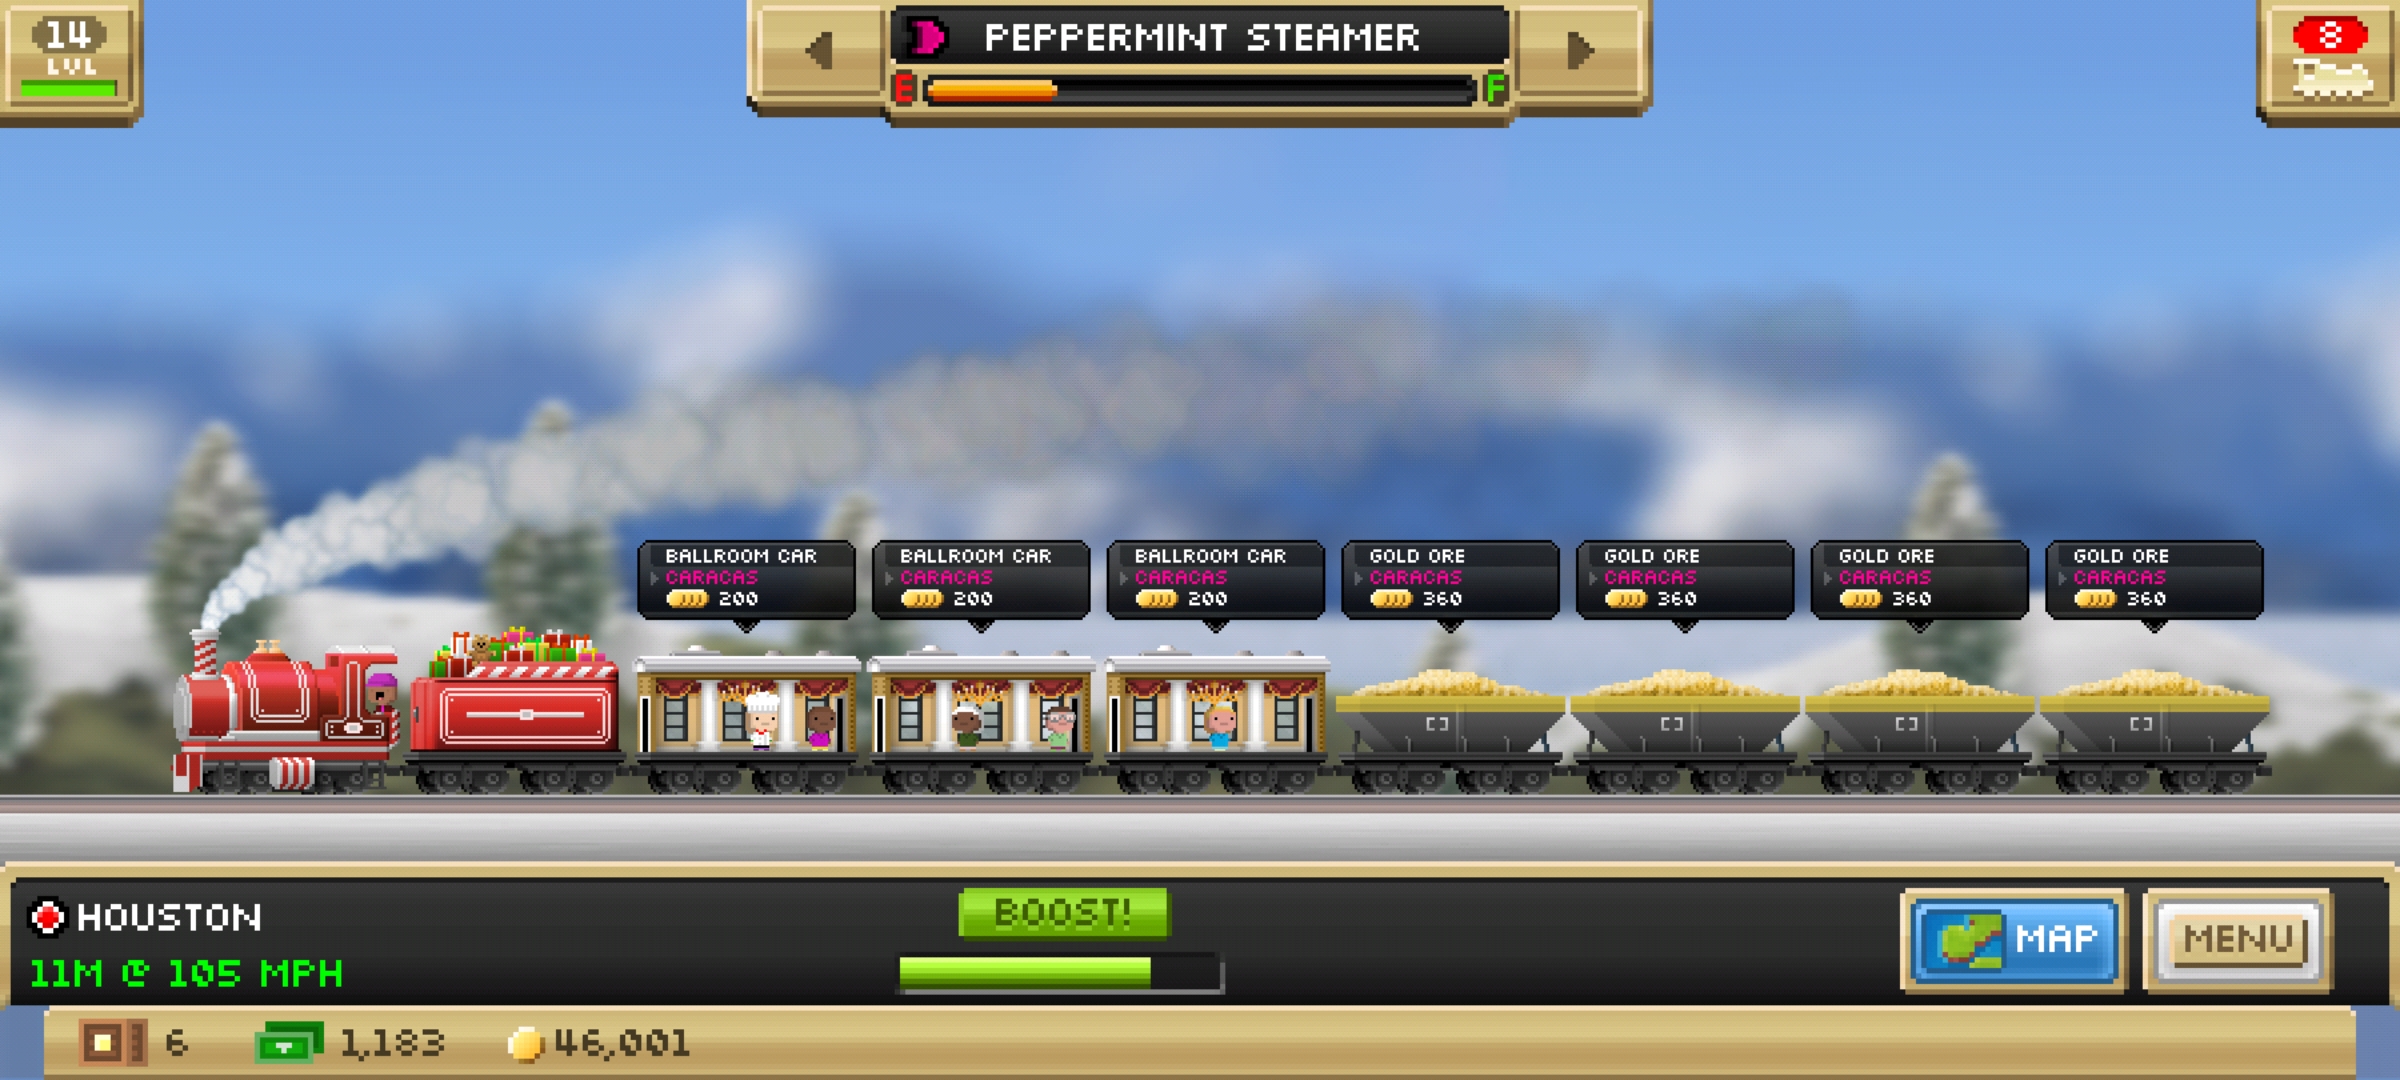 14
LVL
PEPPERMINT STEAMER
E F
8
BALLROOM CAR
CARACAS
200
BALLROOM CAR
CARACAS
200
BALLROOM CAR
CARACAS
200
GOLD ORE
CARACAS
360
GOLD ORE
CARACAS
360
GOLD ORE
CARACAS
360
GOLD ORE
CARACAS
360
HOUSTON
11M @ 105 MPH
BOOST!
MAP
MENU
6
1,183
46,001